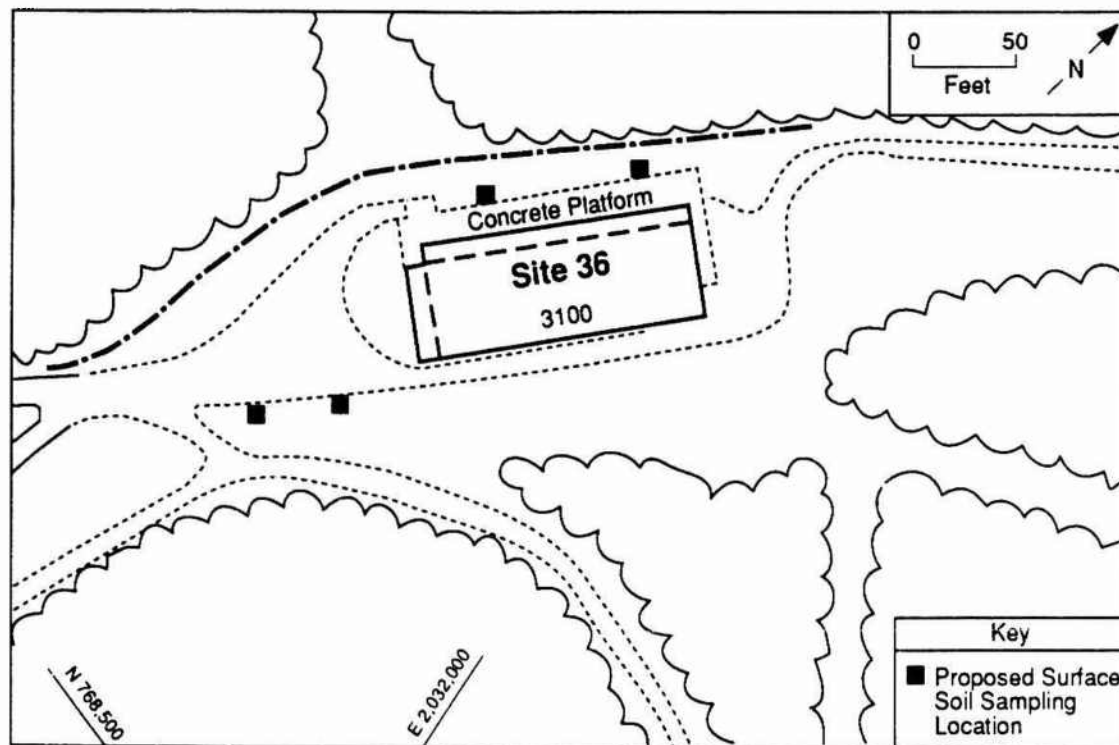 0 50
Feet
N
Concrete Platform
Site 36
3100
N 768,500
E 2,032,000
Key
Proposed Surface
Soil Sampling
Location